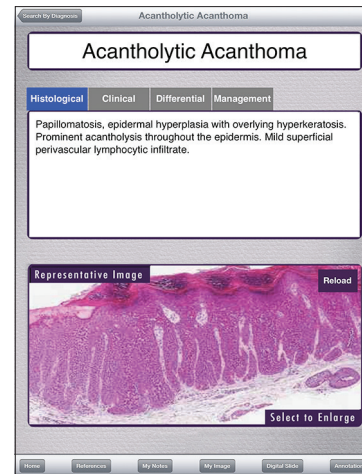 Search By Diagnosis
Acantholytic Acanthoma
Acantholytic Acanthoma
Histological Clinical Differential Management
Papillomatosis, epidermal hyperplasia with overlying hyperkeratosis.
Prominent acantholysis throughout the epidermis. Mild superficial
perivascular lymphocytic infiltrate.
Representative Image
Reload
Select to Enlarge
Home References My Notes My Image Digital Slide Annotated